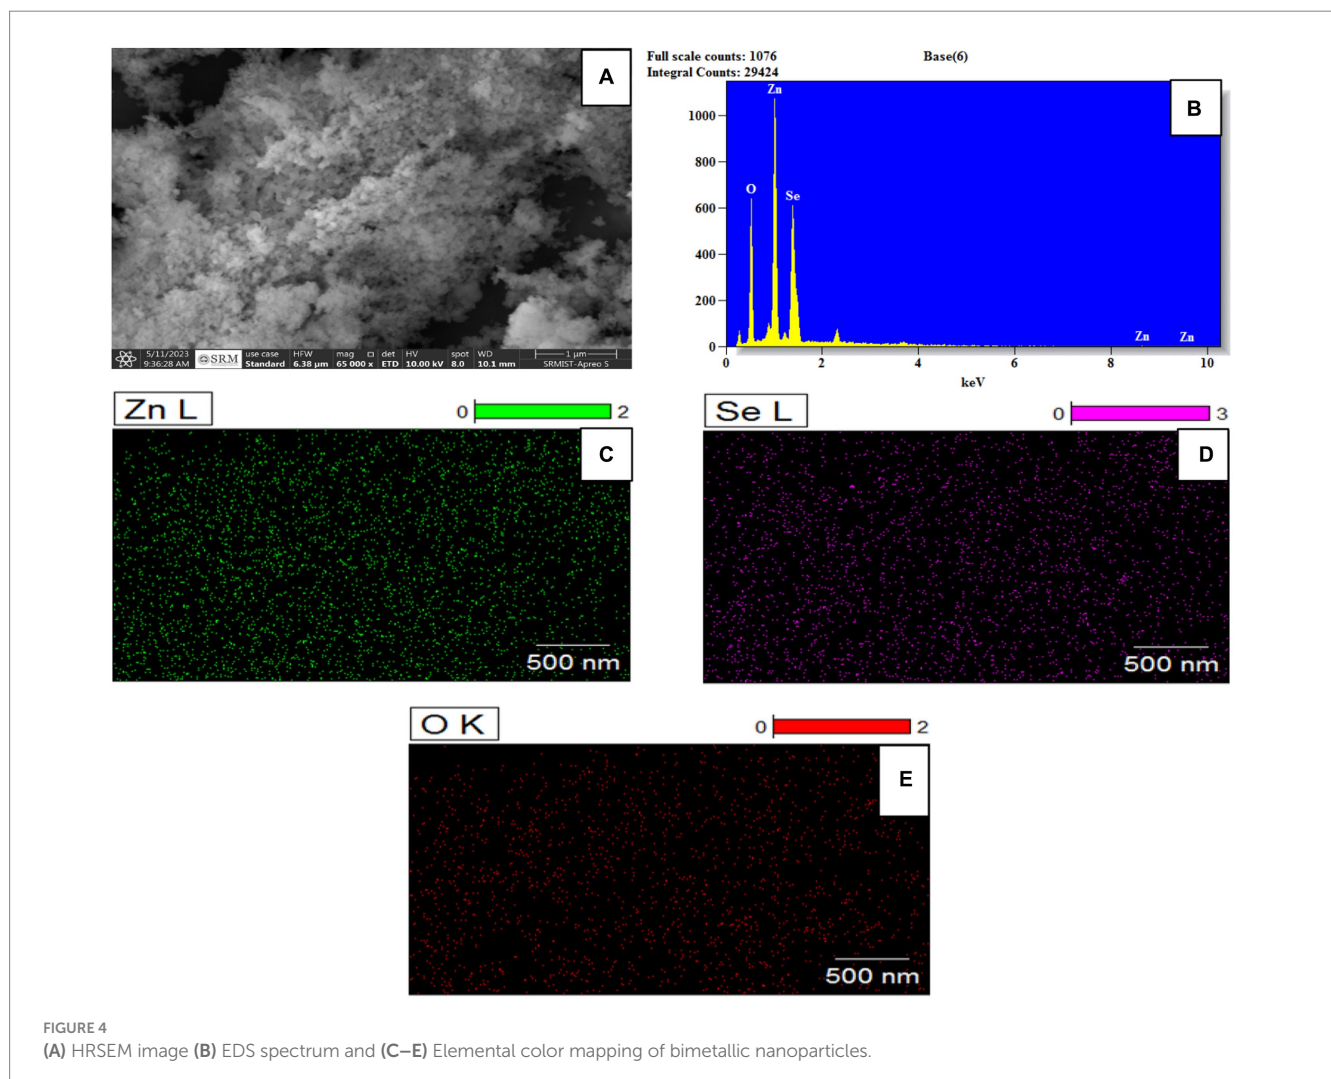 A
5/11/2023
9:36:28 AM
SRM
use case
Standard
HFW
6.38 µm
mag
65 000 x
det
ETD
HV
10.00 kV
spot
8.0
WD
10.1 mm
1 µm
SRMIST-Apreo S
Full scale counts: 1076
Integral Counts: 29424
Base(6)
B
Zn
O
Se
Zn
Zn
1000
800
600
400
200
0
0 2 4 6 8 10
keV
Zn L
0 2
C
500 nm
Se L
0 3
D
500 nm
O K
0 2
E
500 nm
FIGURE 4
(A) HRSEM image (B) EDS spectrum and (C–E) Elemental color mapping of bimetallic nanoparticles.